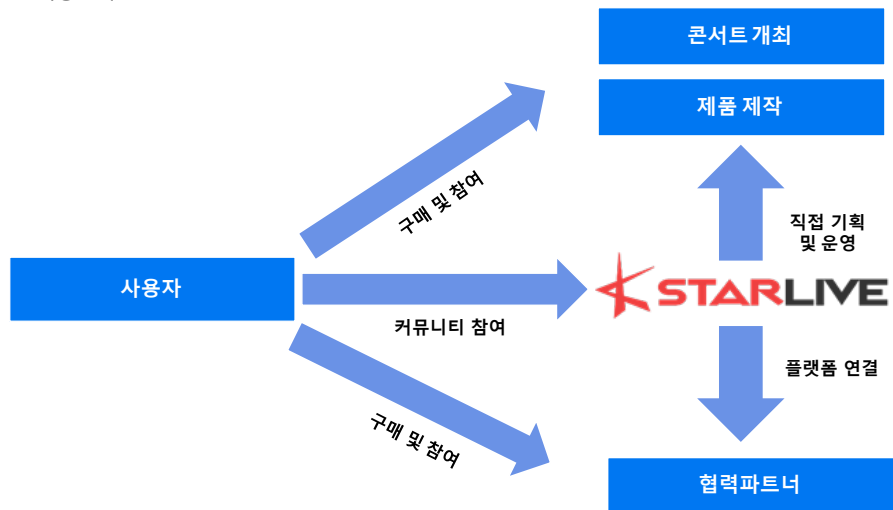 콘서트 개최
제품 제작
구매 및 참여
직접 기획
및 운영
사용자
STARLIVE
커뮤니티 참여
플랫폼 연결
구매 및 참여
협력파트너